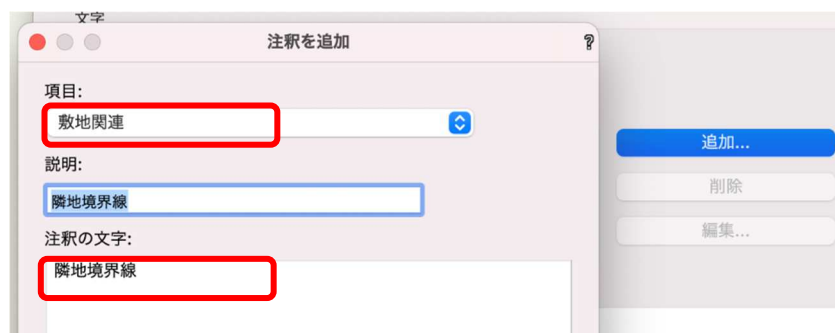 文字
注釈を追加
?
項目:
敷地関連
追加...
説明:
削除
隣地境界線
編集...
注釈の文字:
隣地境界線